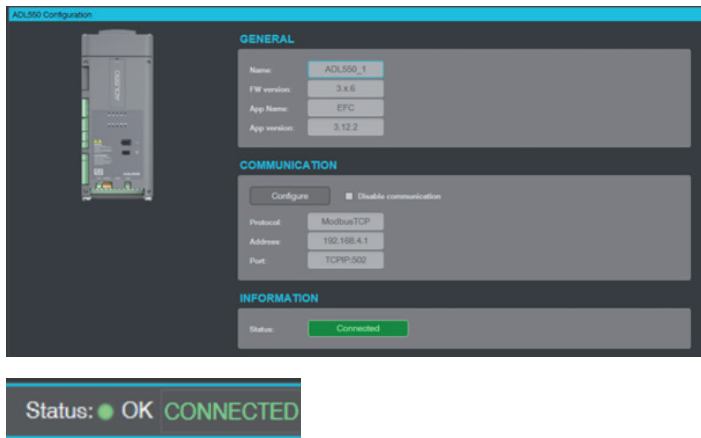 ADL550 Configuration
ADL550
GENERAL
Name: ADL550_1
FW version: 3.x.6
App Name: EFC
App version: 3.12.2
COMMUNICATION
Configure Disable communication
Protocol: ModbusTCP
Address: 192.168.4.1
Port: TCPIP:502
INFORMATION
Status: Connected
Status: OK CONNECTED